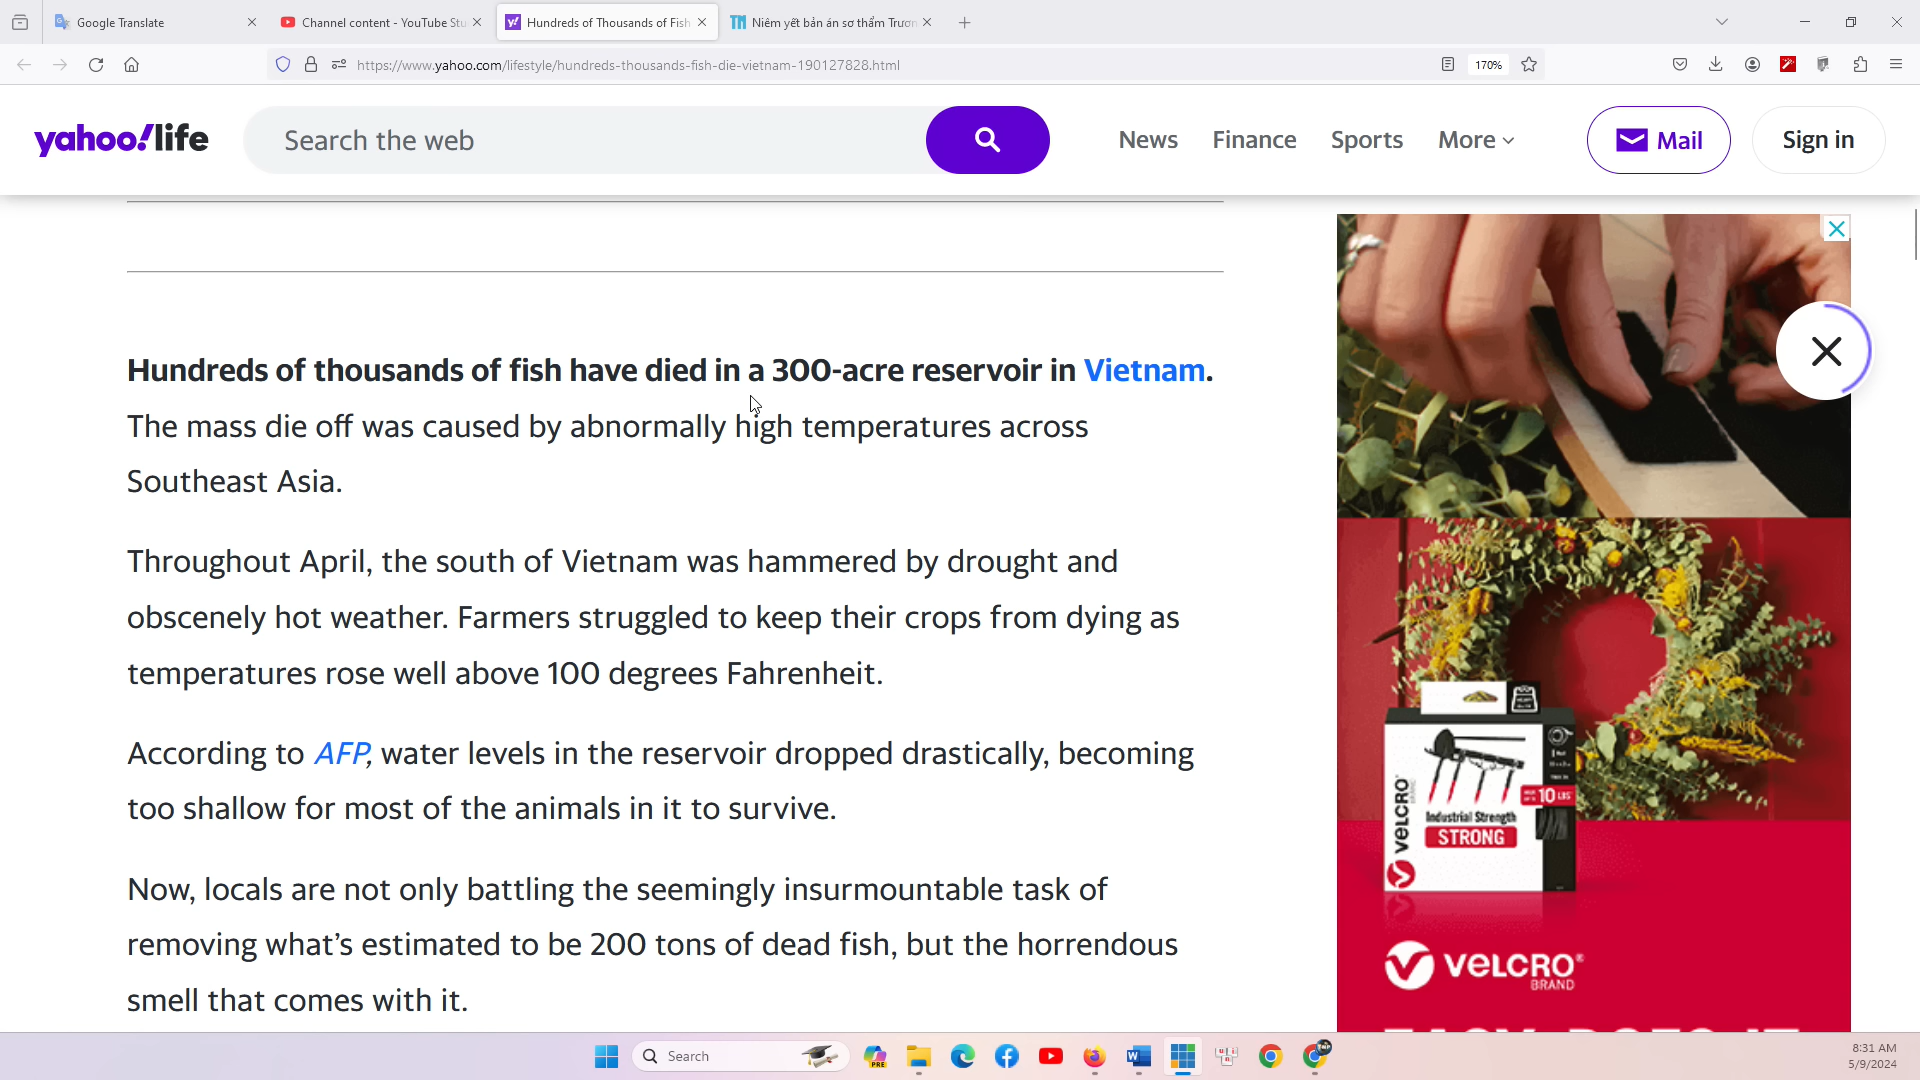 Google Translate
Channel content - YouTube Stu
Hundreds of Thousands of Fish
Niêm yết bản án sơ thẩm Trươn
https://www.yahoo.com/lifestyle/hundreds-thousands-fish-die-vietnam-190127828.html
170%
yahoo!life
Search the web
News
Finance
Sports
More
Mail
Sign in
Hundreds of thousands of fish have died in a 300-acre reservoir in Vietnam.
The mass die off was caused by abnormally high temperatures across
Southeast Asia.
Throughout April, the south of Vietnam was hammered by drought and
obscenely hot weather. Farmers struggled to keep their crops from dying as
temperatures rose well above 100 degrees Fahrenheit.
According to AFP, water levels in the reservoir dropped drastically, becoming
too shallow for most of the animals in it to survive.
Now, locals are not only battling the seemingly insurmountable task of
removing what's estimated to be 200 tons of dead fish, but the horrendous
smell that comes with it.
VELCRO
BRAND
Industrial Strength
STRONG
10 LBS
VELCRO®
BRAND
Search
PRE
8:31 AM
5/9/2024